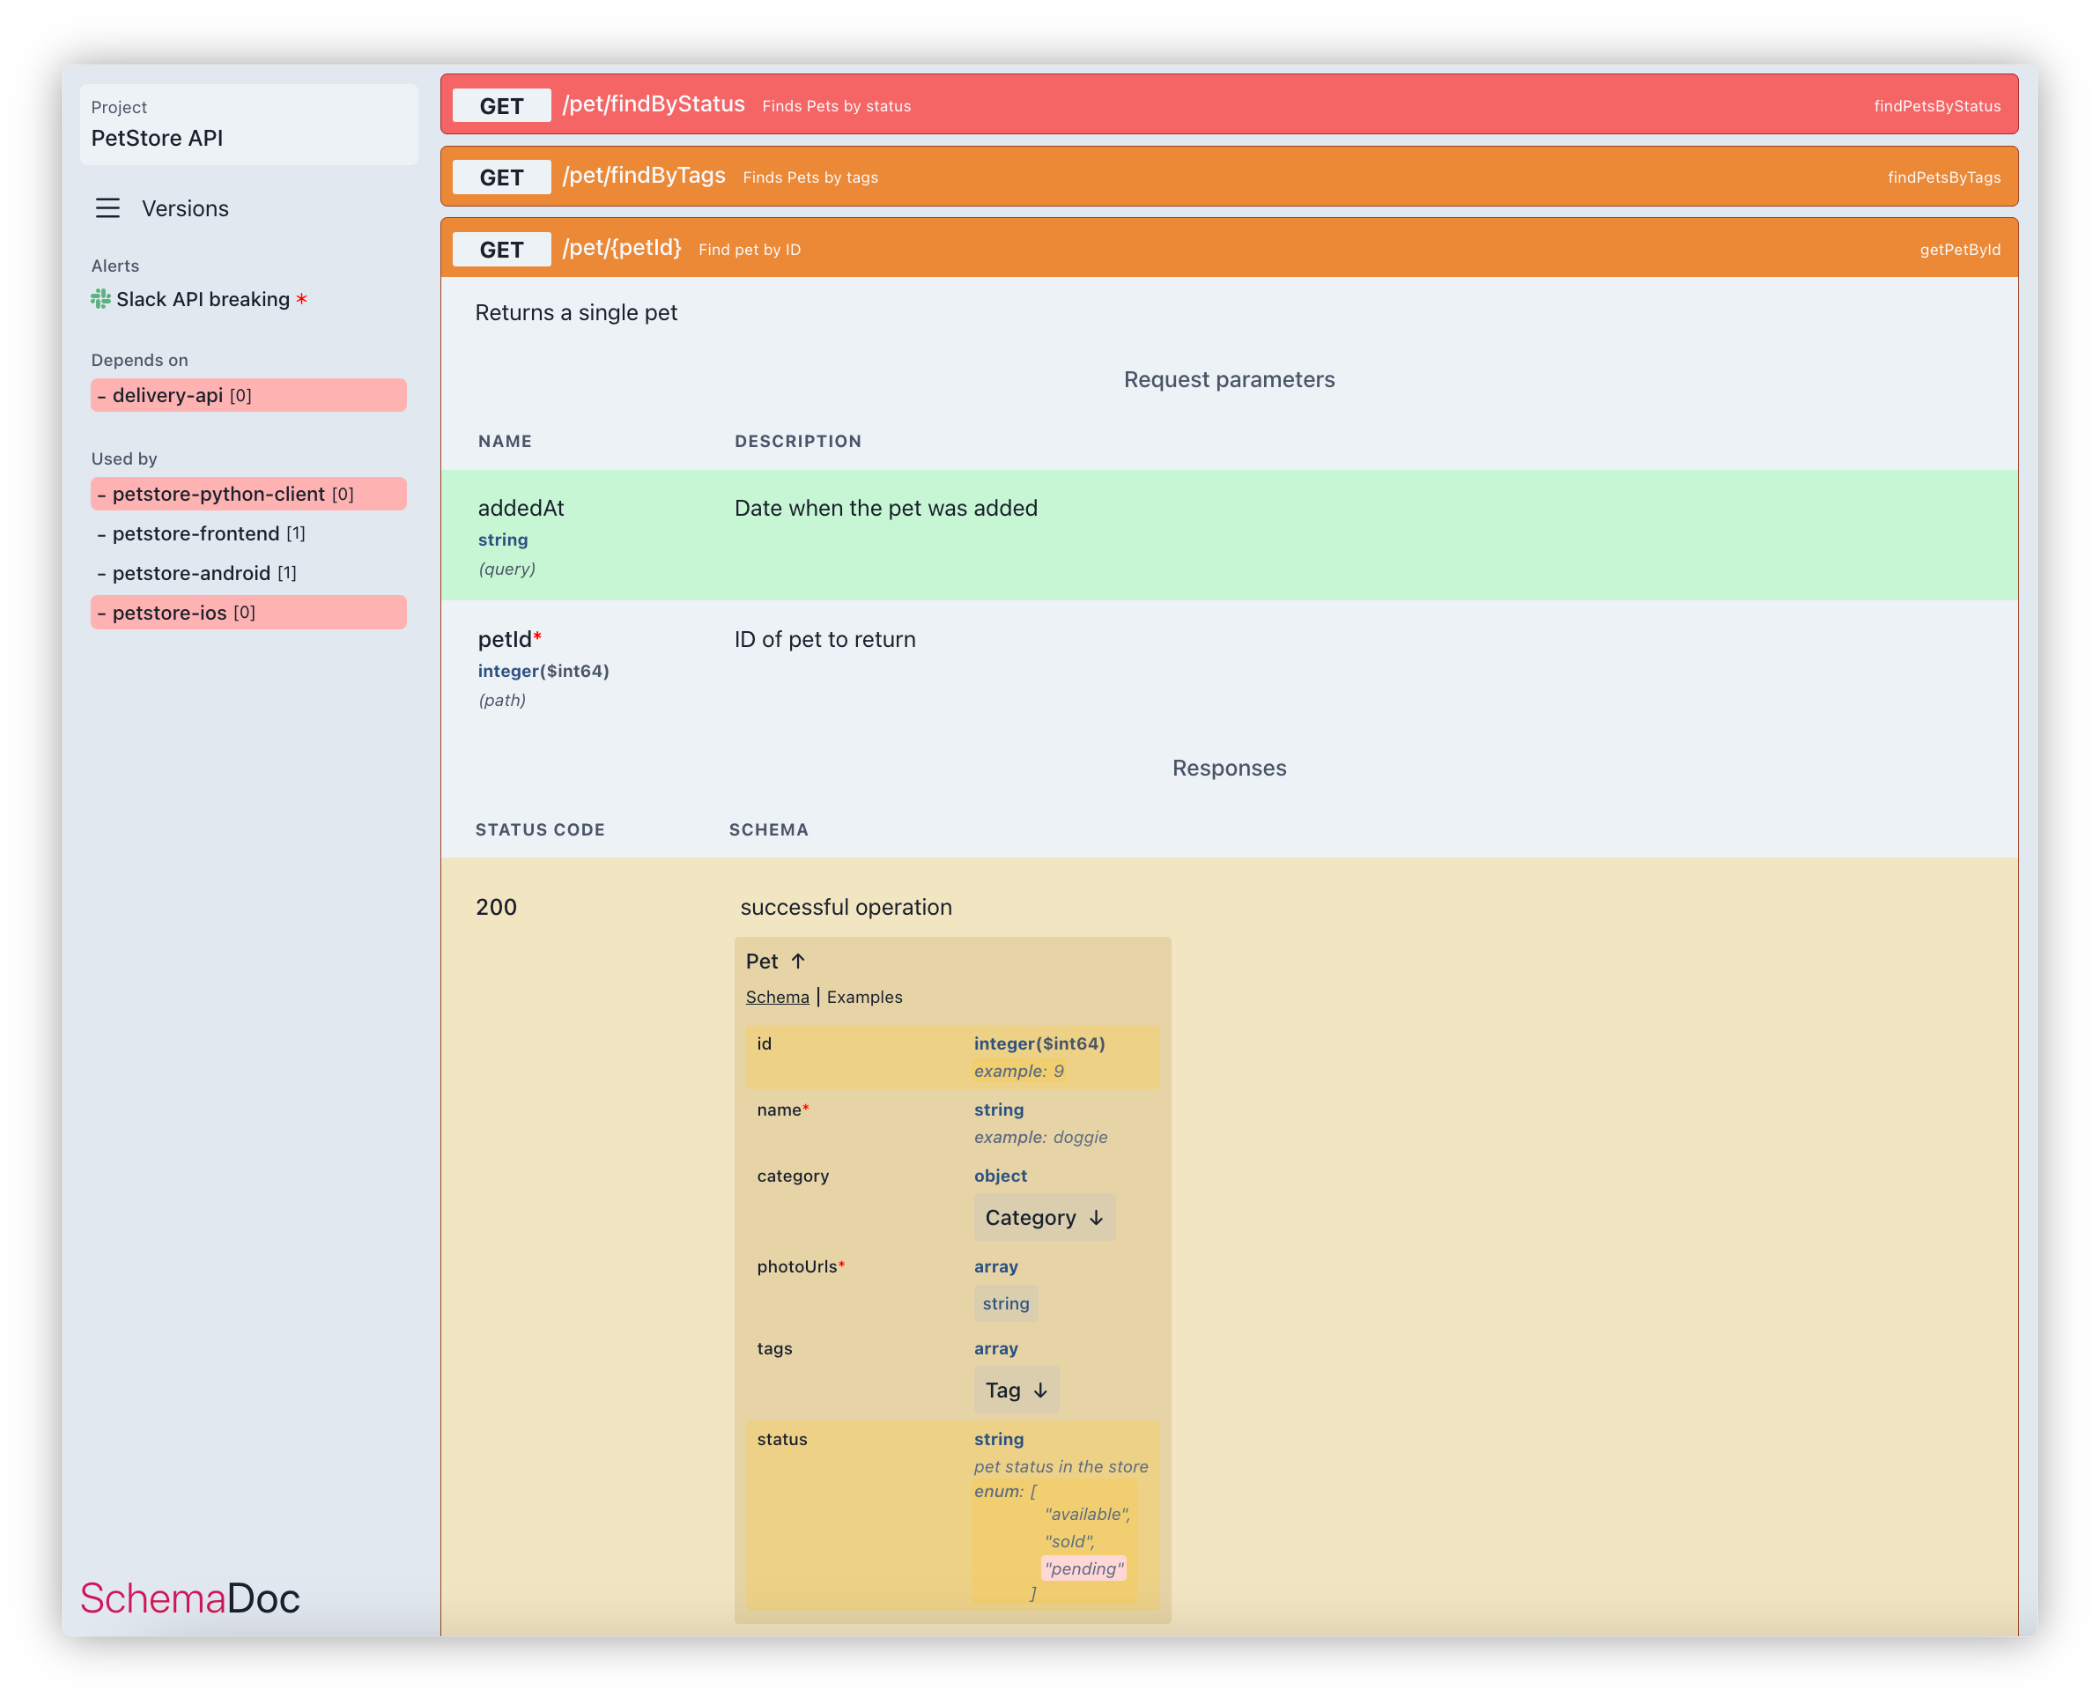 Project
PetStore API
Versions
Alerts
Slack API breaking *
Depends on
- delivery-api [0]
Used by
- petstore-python-client [0]
- petstore-frontend [1]
- petstore-android [1]
- petstore-ios [0]
SchemaDoc
GET /pet/findByStatus Finds Pets by status findPetsByStatus
GET /pet/findByTags Finds Pets by tags findPetsByTags
GET /pet/{petId} Find pet by ID getPetById
Returns a single pet
Request parameters
NAME DESCRIPTION
addedAt Date when the pet was added
string
(query)
petId* ID of pet to return
integer($int64)
(path)
Responses
STATUS CODE SCHEMA
200 successful operation
Pet ↑
Schema | Examples
id integer($int64)
example: 9
name* string
example: doggie
category object
Category ↓
photoUrls* array
string
tags array
Tag ↓
status string
pet status in the store
enum: [
"available",
"sold",
"pending"
]